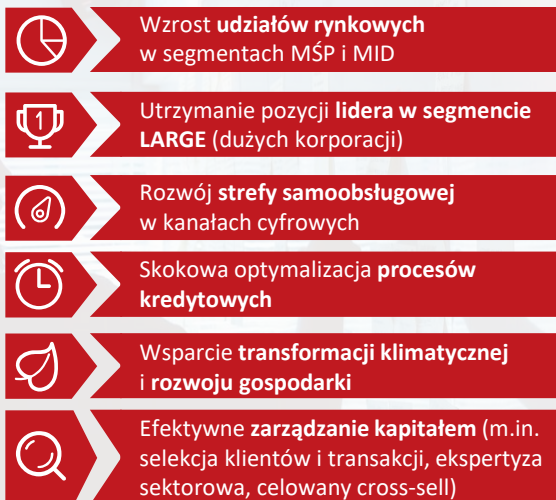 Wzrost udziałów rynkowych
w segmentach MŚP i MID
1
Utrzymanie pozycji lidera w segmencie
LARGE (dużych korporacji)
Rozwój strefy samoobsługowej
w kanałach cyfrowych
Skokowa optymalizacja procesów
kredytowych
Wsparcie transformacji klimatycznej
i rozwoju gospodarki
Efektywne zarządzanie kapitałem (m.in.
selekcja klientów i transakcji, ekspertyza
sektorowa, celowany cross-sell)